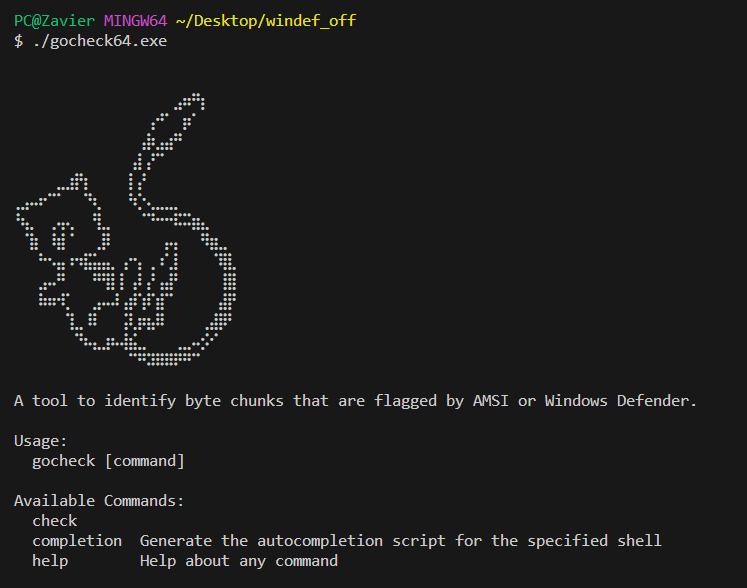 PC@Zavier MINGW64 ~/Desktop/windef_off
$ ./gocheck64.exe
A tool to identify byte chunks that are flagged by AMSI or Windows Defender.
Usage:
gocheck [command]
Available Commands:
check
completion Generate the autocompletion script for the specified shell
help Help about any command